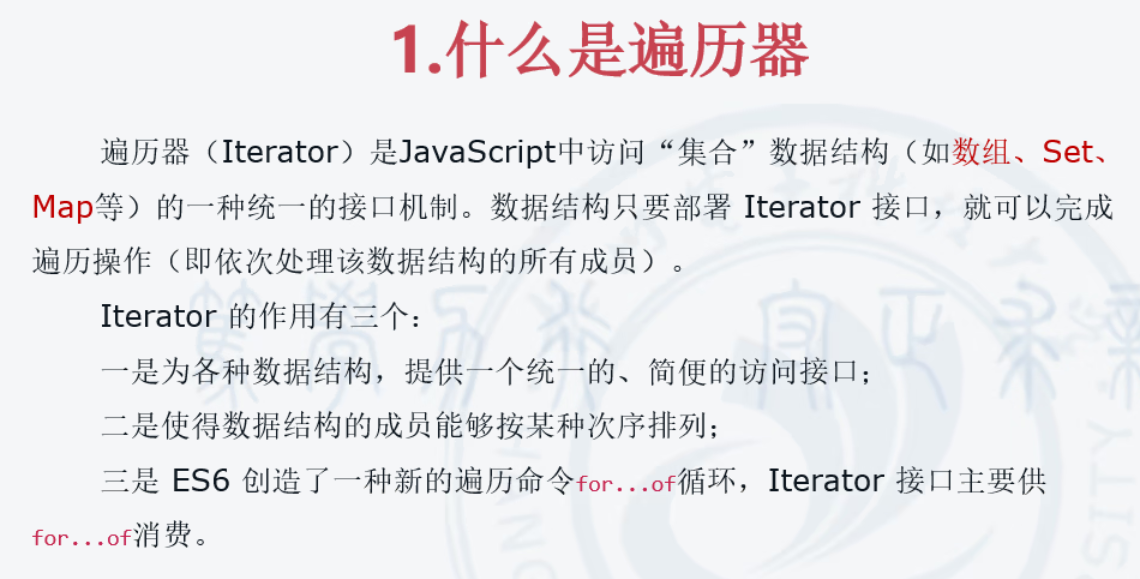 1.什么是遍历器
遍历器（Iterator）是JavaScript中访问“集合”数据结构（如数组、Set、
Map等）的一种统一的接口机制。数据结构只要部署 Iterator 接口，就可以完成
遍历操作（即依次处理该数据结构的所有成员）。
Iterator 的作用有三个：
一是为各种数据结构，提供一个统一的、简便的访问接口；
二是使得数据结构的成员能够按某种次序排列；
三是 ES6 创造了一种新的遍历命令for...of循环，Iterator 接口主要供
for...of消费。